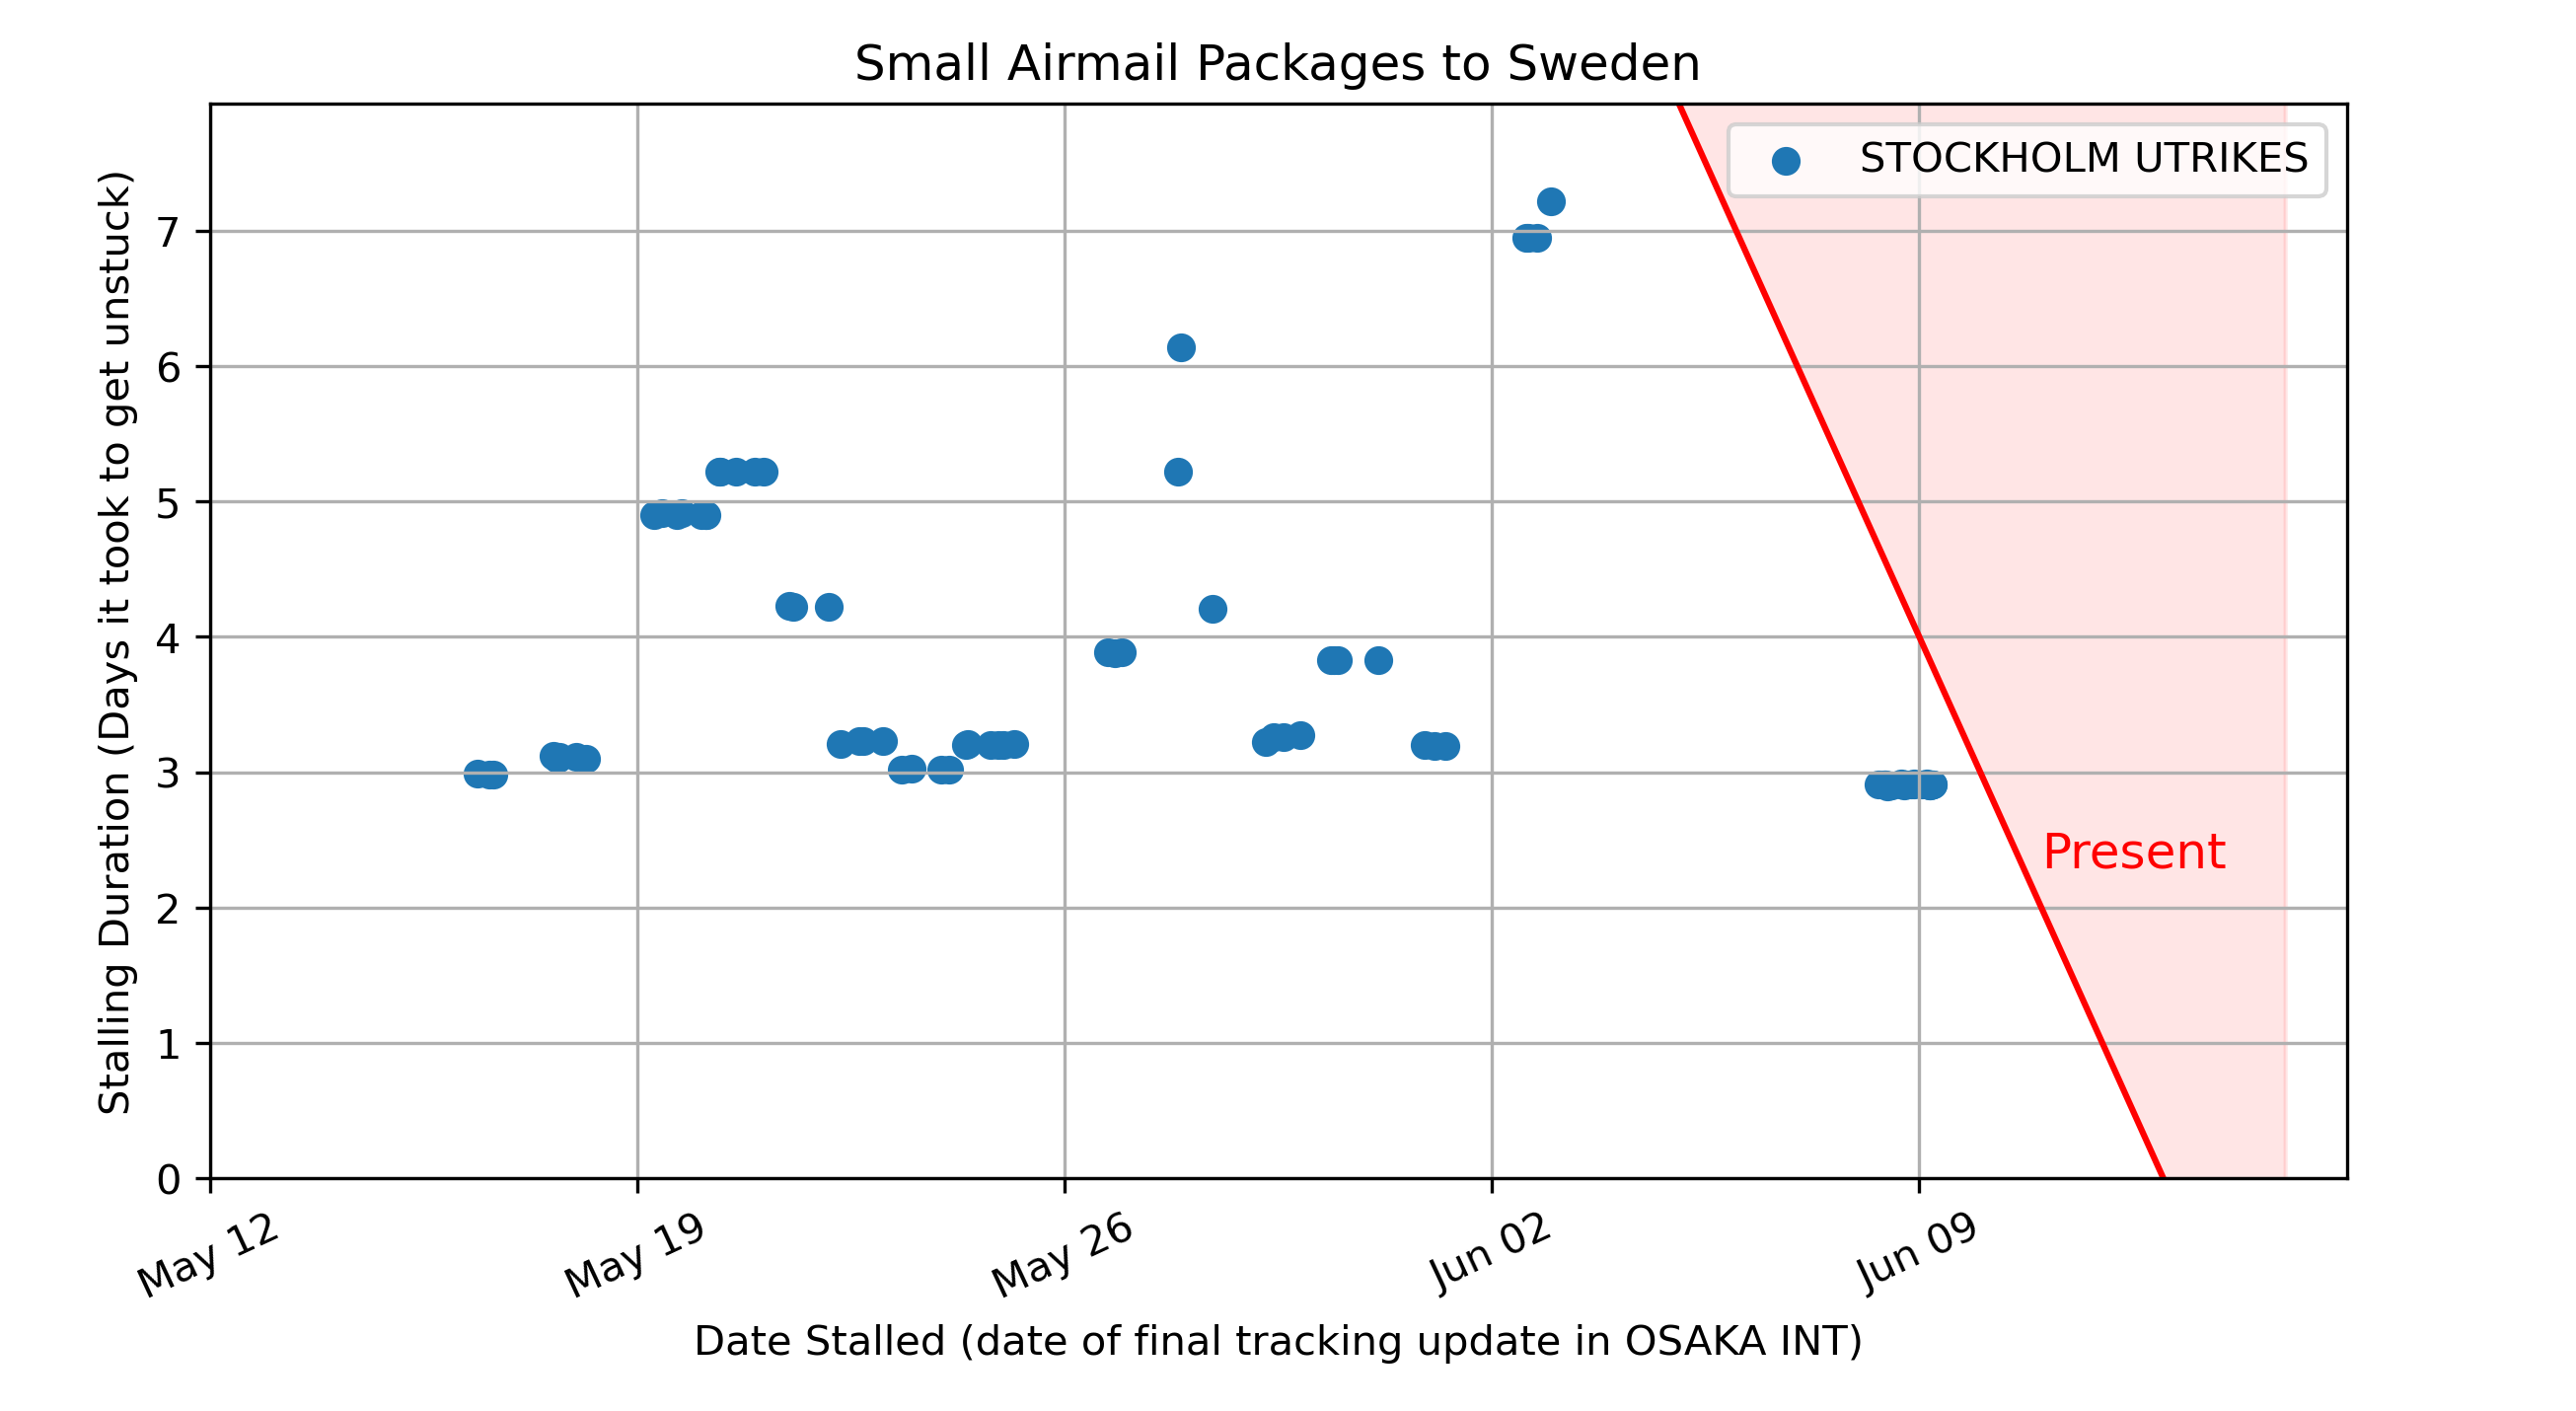 Small Airmail Packages to Sweden
STOCKHOLM UTRIKES
Stalling Duration (Days it took to get unstuck)
7
6
5
4
3
2
1
0
Present
May 12
May 19
May 26
Jun 02
Jun 09
Date Stalled (date of final tracking update in OSAKA INT)